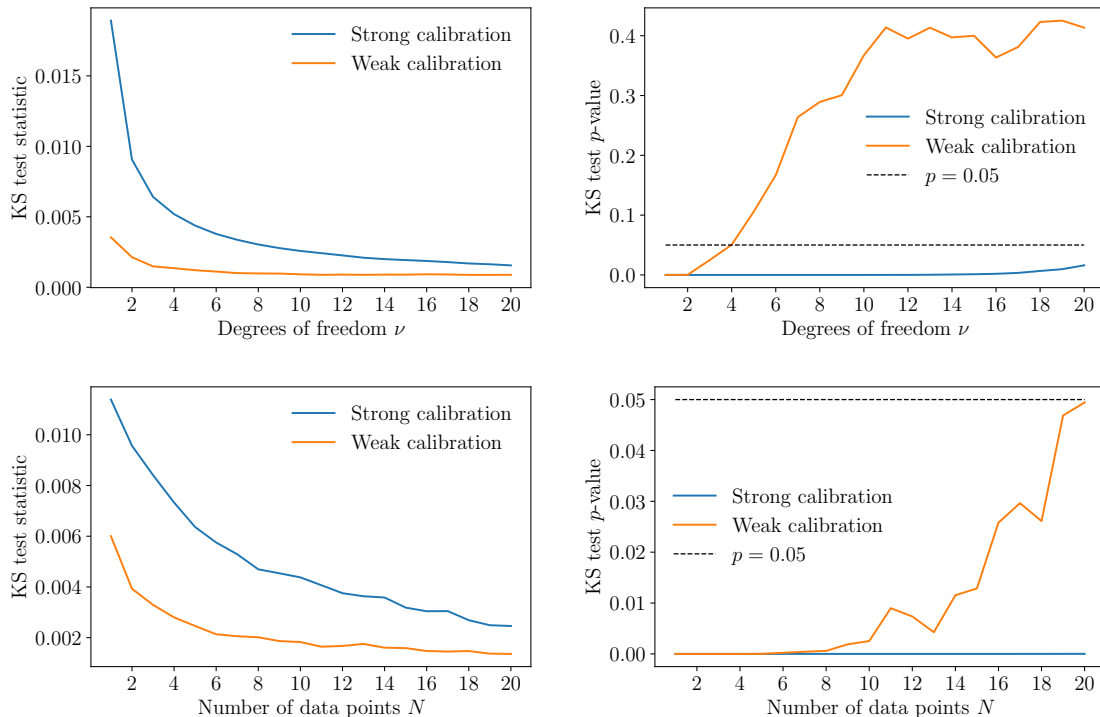 KS test statistic
0.015
0.010
0.005
0.000
Strong calibration
Weak calibration
2 4 6 8 10 12 14 16 18 20
Degrees of freedom ν
KS test p-value
0.4
0.3
0.2
0.1
0.0
Strong calibration
Weak calibration
p = 0.05
2 4 6 8 10 12 14 16 18 20
Degrees of freedom ν
KS test statistic
0.010
0.008
0.006
0.004
0.002
Strong calibration
Weak calibration
2 4 6 8 10 12 14 16 18 20
Number of data points N
KS test p-value
0.05
0.04
0.03
0.02
0.01
0.00
Strong calibration
Weak calibration
p = 0.05
2 4 6 8 10 12 14 16 18 20
Number of data points N